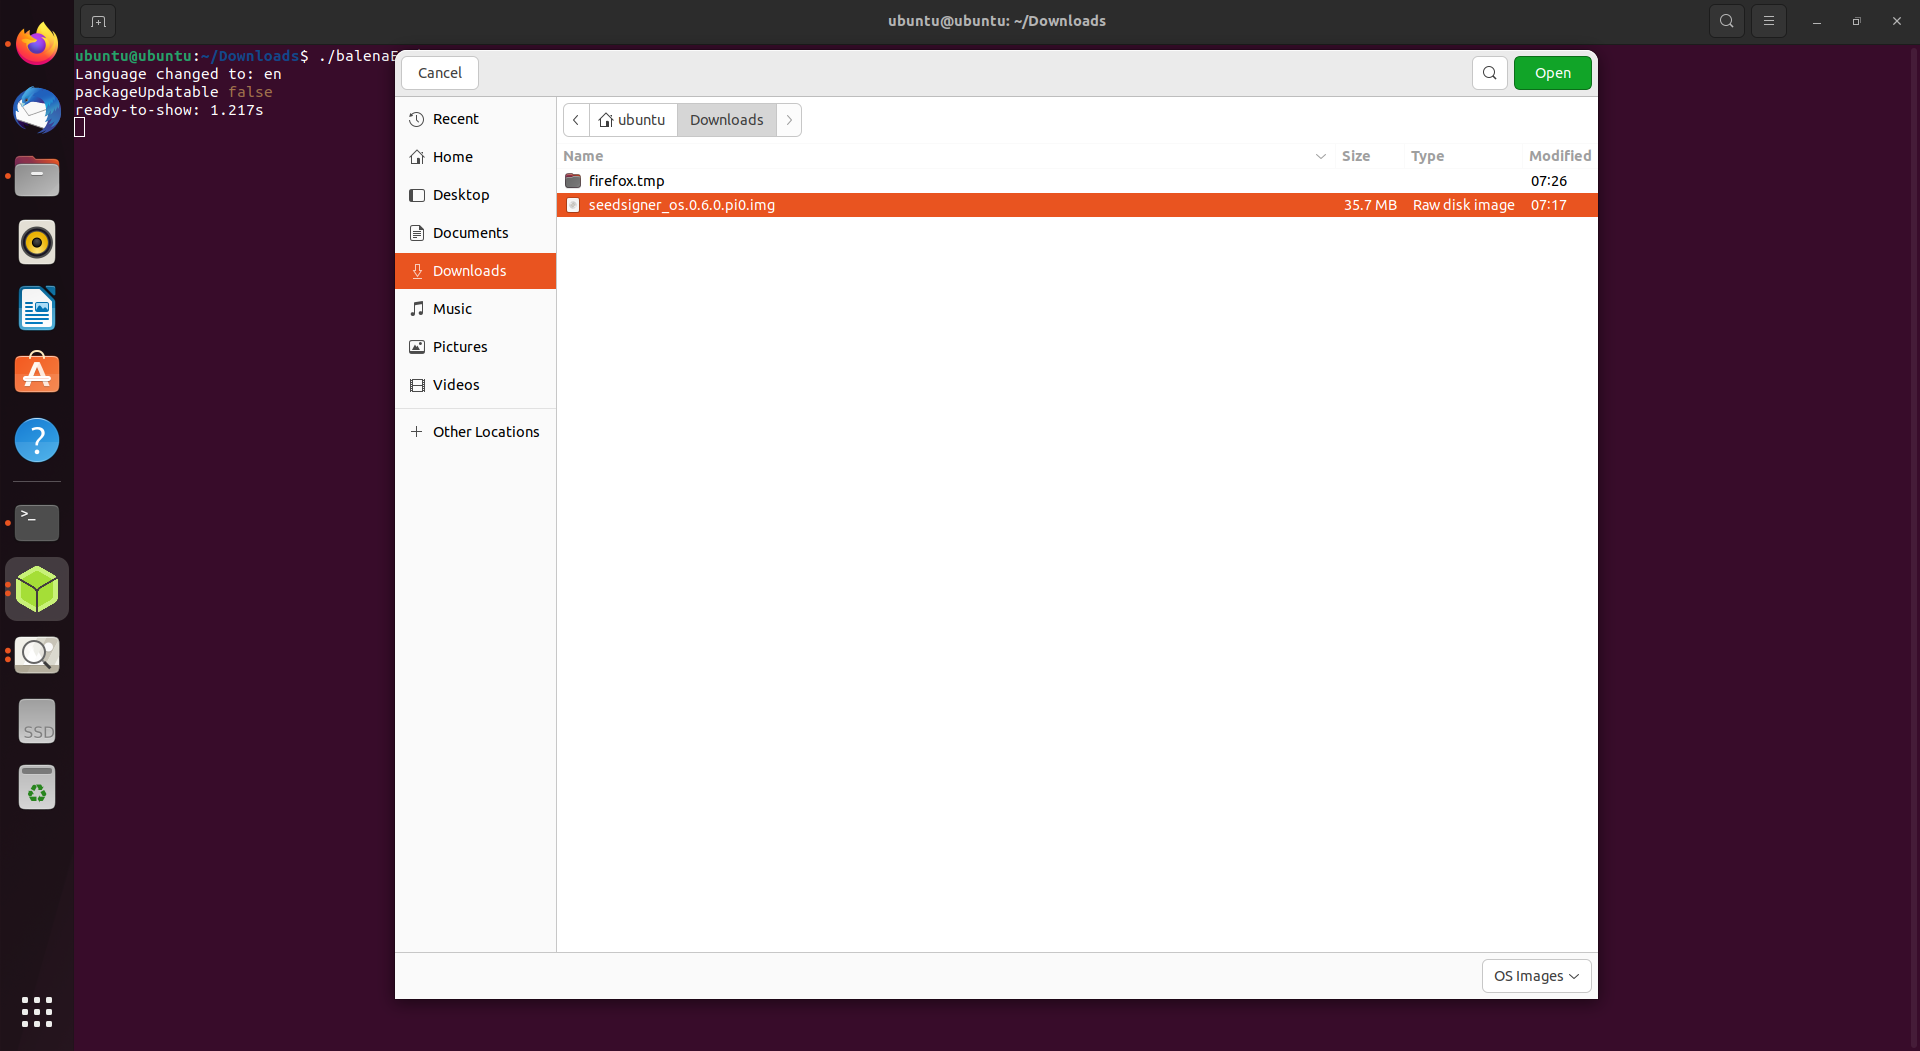 ubuntu@ubuntu: ~/Downloads
ubuntu@ubuntu:~/Downloads$ ./balenaE
Language changed to: en
packageUpdatable false
ready-to-show: 1.217s
Cancel
Open
Recent
Home
Desktop
Documents
Downloads
Music
Pictures
Videos
Other Locations
ubuntu Downloads
Name Size Type Modified
firefox.tmp 07:26
seedsigner_os.0.6.0.pi0.img 35.7 MB Raw disk image 07:17
OS Images
>_
SSD